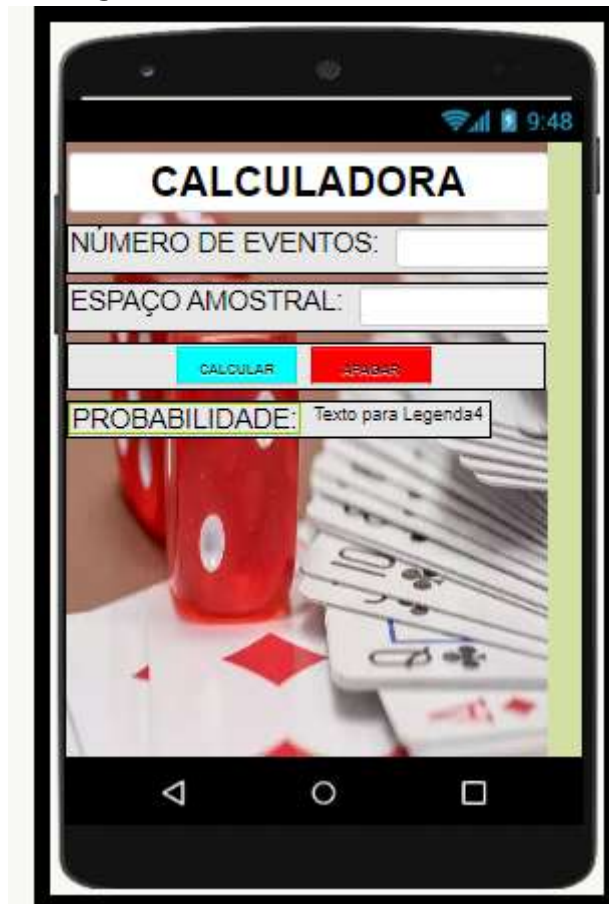 9:48
CALCULADORA
NÚMERO DE EVENTOS:
ESPAÇO AMOSTRAL:
CALCULAR APAGAR
PROBABILIDADE: Texto para Legenda4